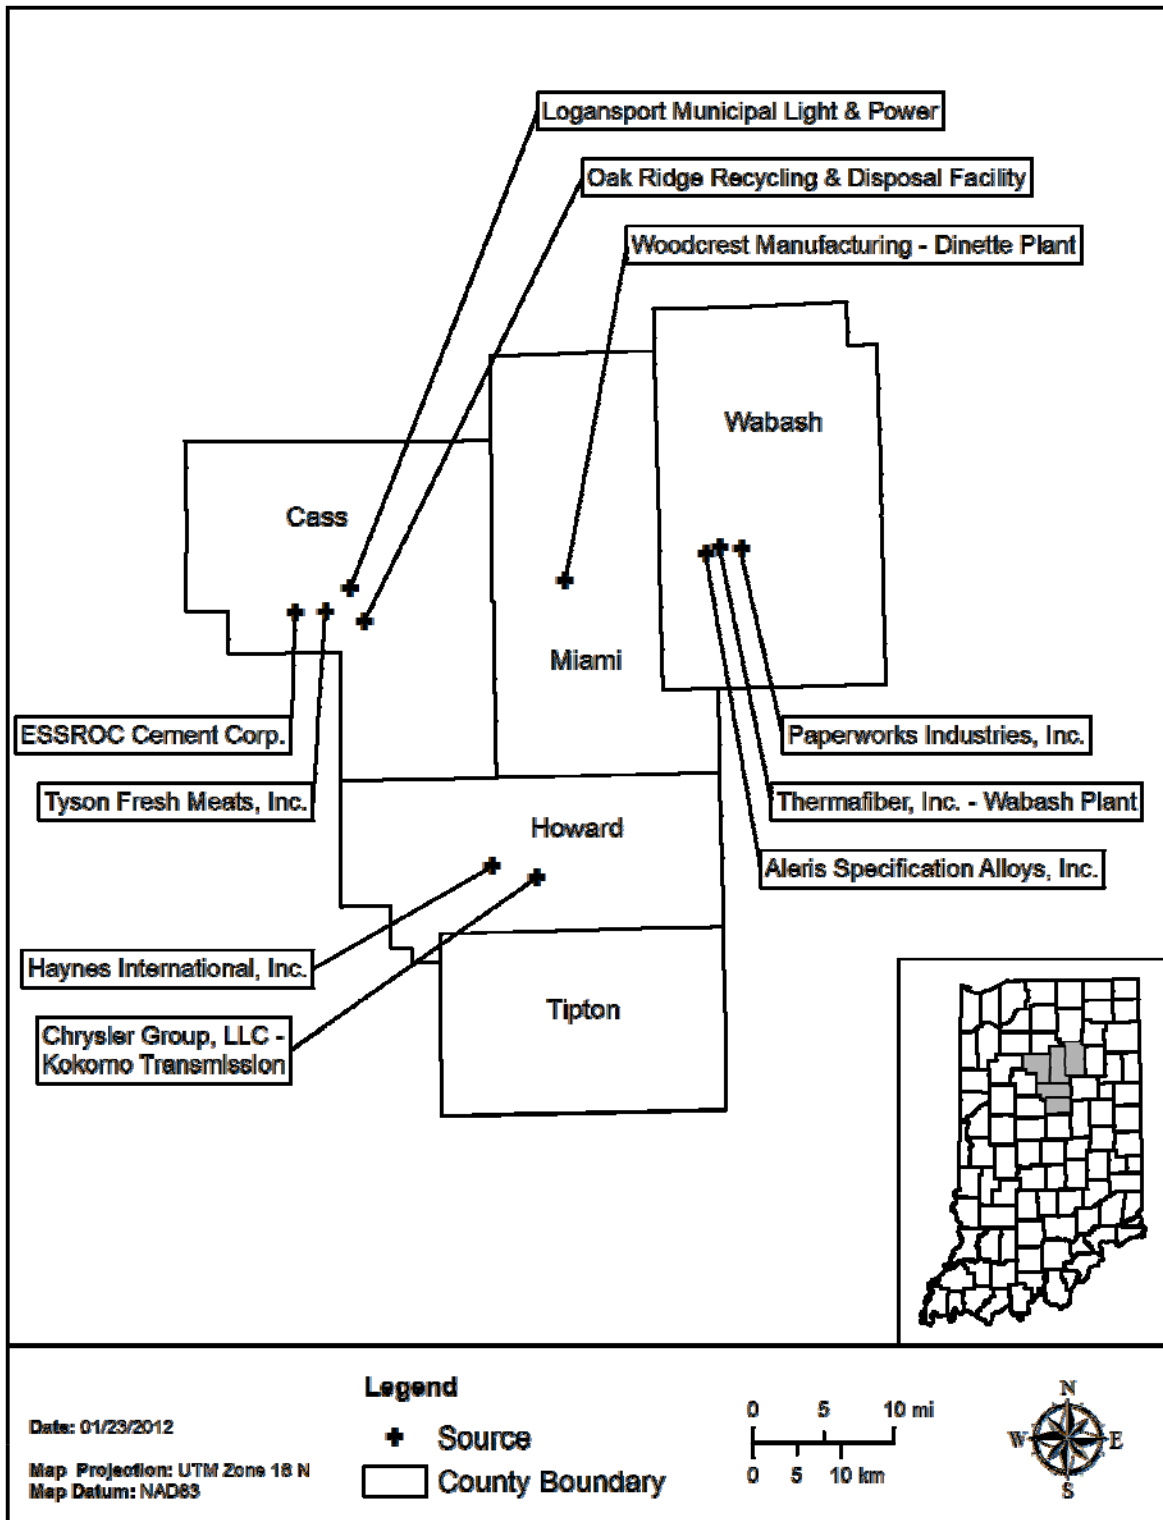 Logansport Municipal Light & Power
Oak Ridge Recycling & Disposal Facility
Woodcrest Manufacturing - Dinette Plant
Wabash
Cass
Miami
ESSROC Cement Corp.
Paperworks Industries, Inc.
Tyson Fresh Meats, Inc.
Thermafiber, Inc. - Wabash Plant
Howard
Aleris Specification Alloys, Inc.
Haynes International, Inc.
Tipton
Chrysler Group, LLC -
Kokomo Transmission
Legend
Date: 01/23/2012
Source
Map Projection: UTM Zone 16 N
Map Datum: NAD83
County Boundary
0 5 10 mi
0 5 10 km
N
W E
S